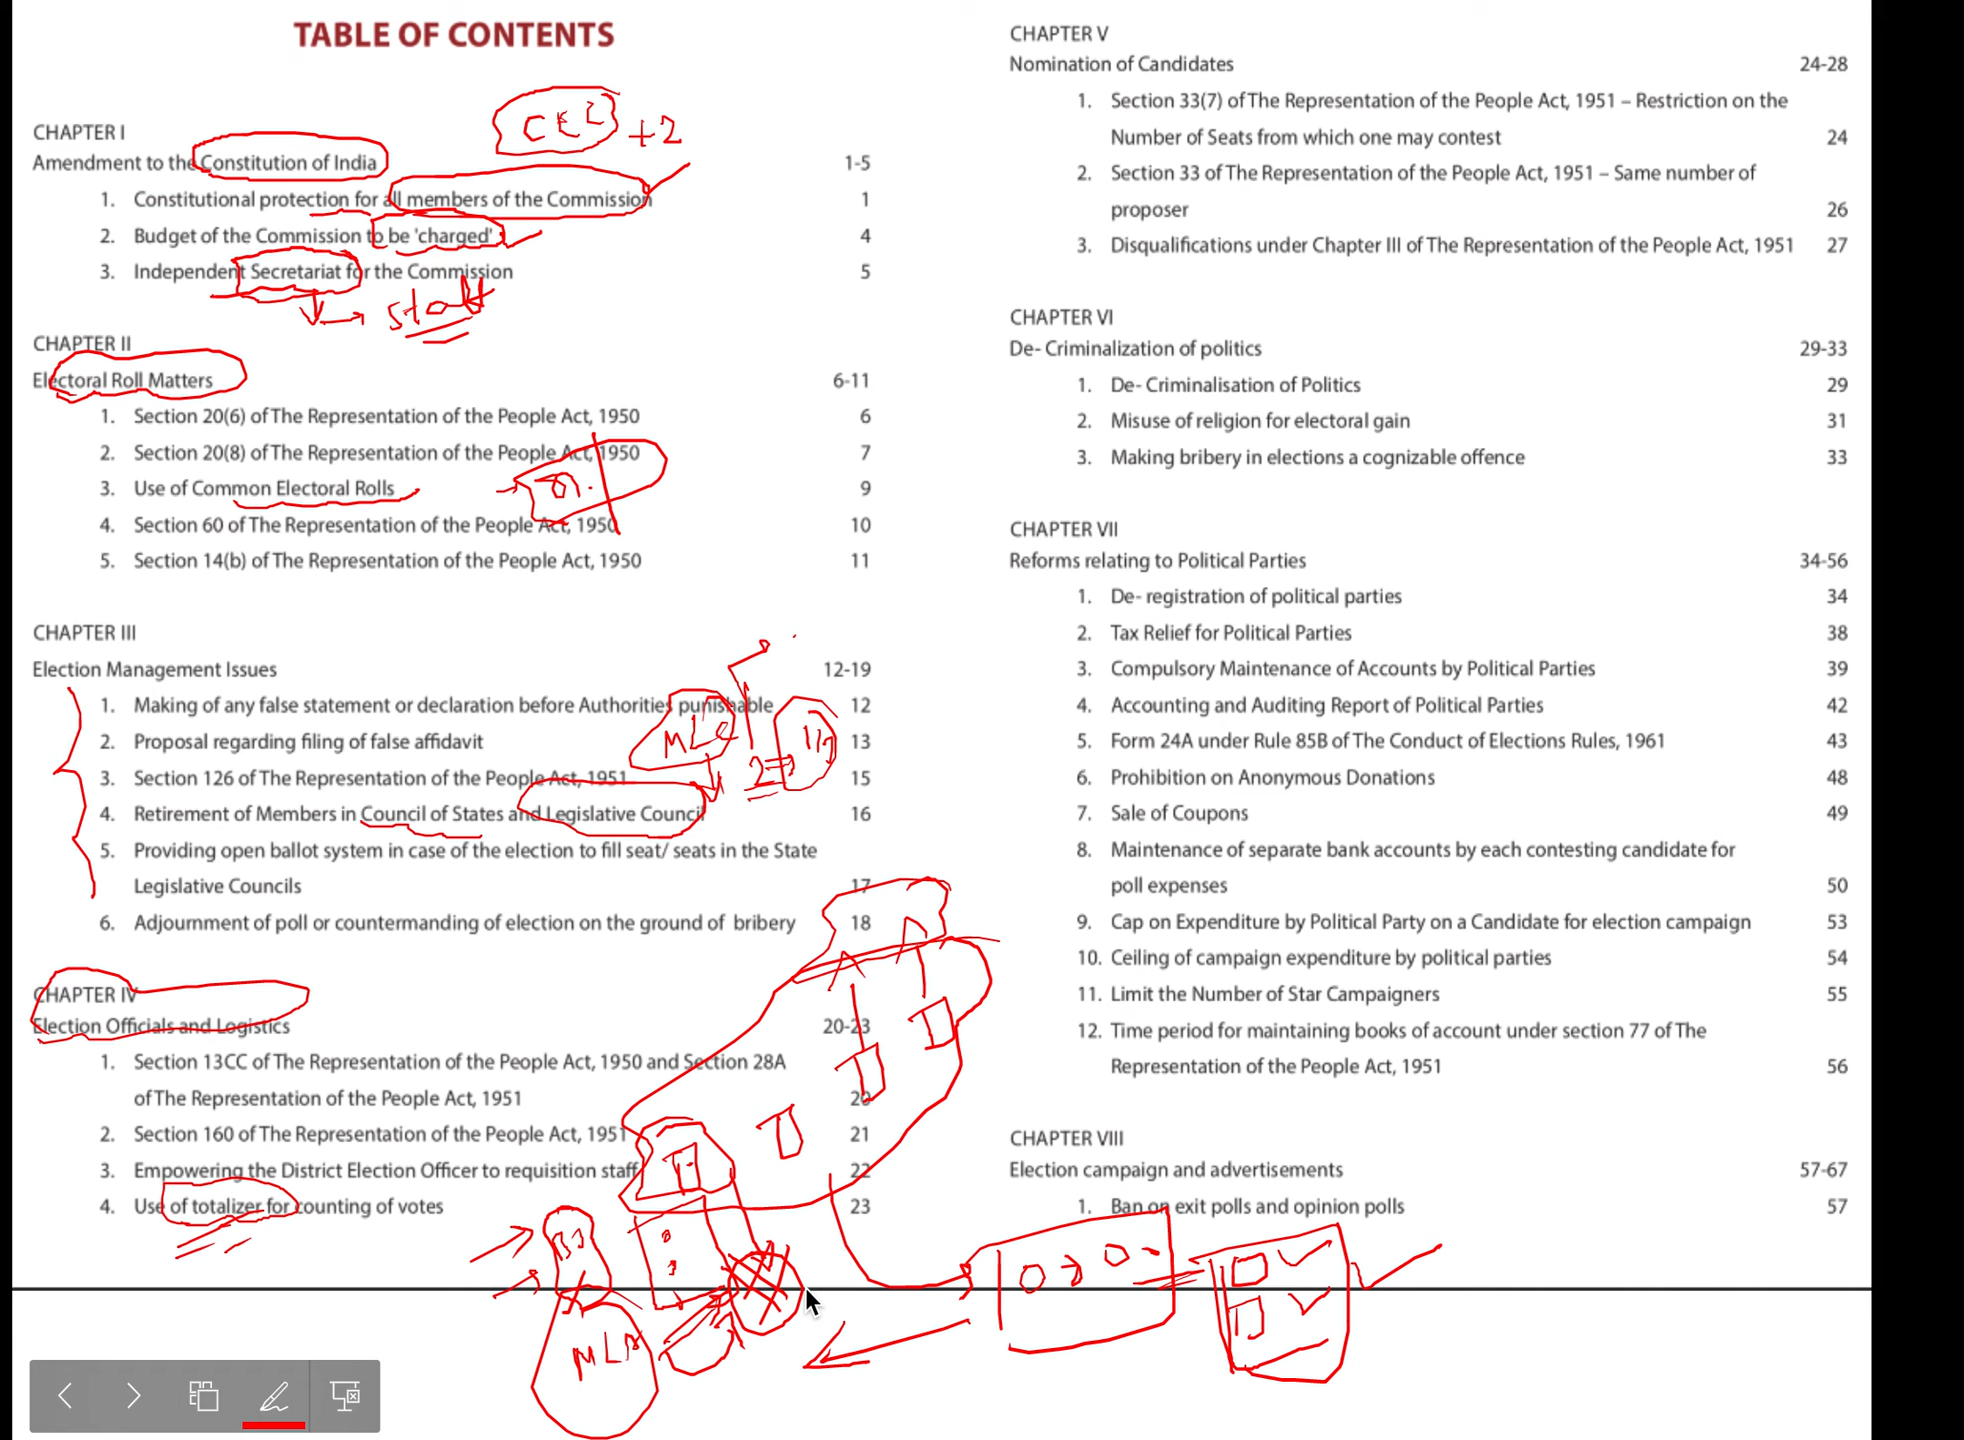 TABLE OF CONTENTS
CEC +2
CHAPTER I
Amendment to the Constitution of India 1-5
1. Constitutional protection for all members of the Commission 1
2. Budget of the Commission to be 'charged' 4
3. Independent Secretariat for the Commission 5
staff
CHAPTER II
Electoral Roll Matters 6-11
1. Section 20(6) of The Representation of the People Act, 1950 6
2. Section 20(8) of The Representation of the People Act, 1950 7
3. Use of Common Electoral Rolls 9
4. Section 60 of The Representation of the People Act, 1950 10
5. Section 14(b) of The Representation of the People Act, 1950 11
CHAPTER III
Election Management Issues 12-19
1. Making of any false statement or declaration before Authorities punishable 12
MLC
2. Proposal regarding filing of false affidavit 13
3. Section 126 of The Representation of the People Act, 1951 15
4. Retirement of Members in Council of States and Legislative Council 16
5. Providing open ballot system in case of the election to fill seat/ seats in the State
Legislative Councils 17
6. Adjournment of poll or countermanding of election on the ground of bribery 18
CHAPTER IV
Election Officials and Logistics 20-23
1. Section 13CC of The Representation of the People Act, 1950 and Section 28A
of The Representation of the People Act, 1951 20
2. Section 160 of The Representation of the People Act, 1951 21
3. Empowering the District Election Officer to requisition staff 22
4. Use of totalizer for counting of votes 23
MLA
CHAPTER V
Nomination of Candidates 24-28
1. Section 33(7) of The Representation of the People Act, 1951 – Restriction on the
Number of Seats from which one may contest 24
2. Section 33 of The Representation of the People Act, 1951 – Same number of
proposer 26
3. Disqualifications under Chapter III of The Representation of the People Act, 1951 27
CHAPTER VI
De- Criminalization of politics 29-33
1. De- Criminalisation of Politics 29
2. Misuse of religion for electoral gain 31
3. Making bribery in elections a cognizable offence 33
CHAPTER VII
Reforms relating to Political Parties 34-56
1. De- registration of political parties 34
2. Tax Relief for Political Parties 38
3. Compulsory Maintenance of Accounts by Political Parties 39
4. Accounting and Auditing Report of Political Parties 42
5. Form 24A under Rule 85B of The Conduct of Elections Rules, 1961 43
6. Prohibition on Anonymous Donations 48
7. Sale of Coupons 49
8. Maintenance of separate bank accounts by each contesting candidate for
poll expenses 50
9. Cap on Expenditure by Political Party on a Candidate for election campaign 53
10. Ceiling of campaign expenditure by political parties 54
11. Limit the Number of Star Campaigners 55
12. Time period for maintaining books of account under section 77 of The
Representation of the People Act, 1951 56
CHAPTER VIII
Election campaign and advertisements 57-67
1. Ban on exit polls and opinion polls 57